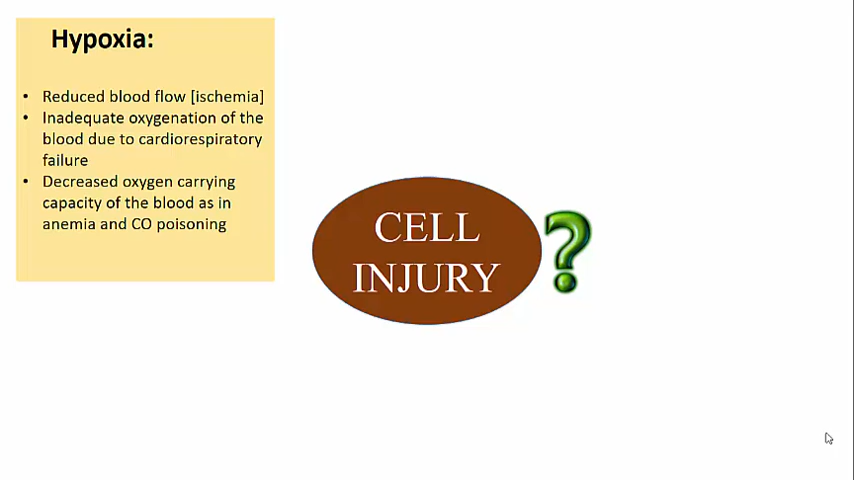 Hypoxia:
• Reduced blood flow [ischemia]
• Inadequate oxygenation of the
blood due to cardiorespiratory
failure
• Decreased oxygen carrying
capacity of the blood as in
anemia and CO poisoning
CELL
INJURY
?